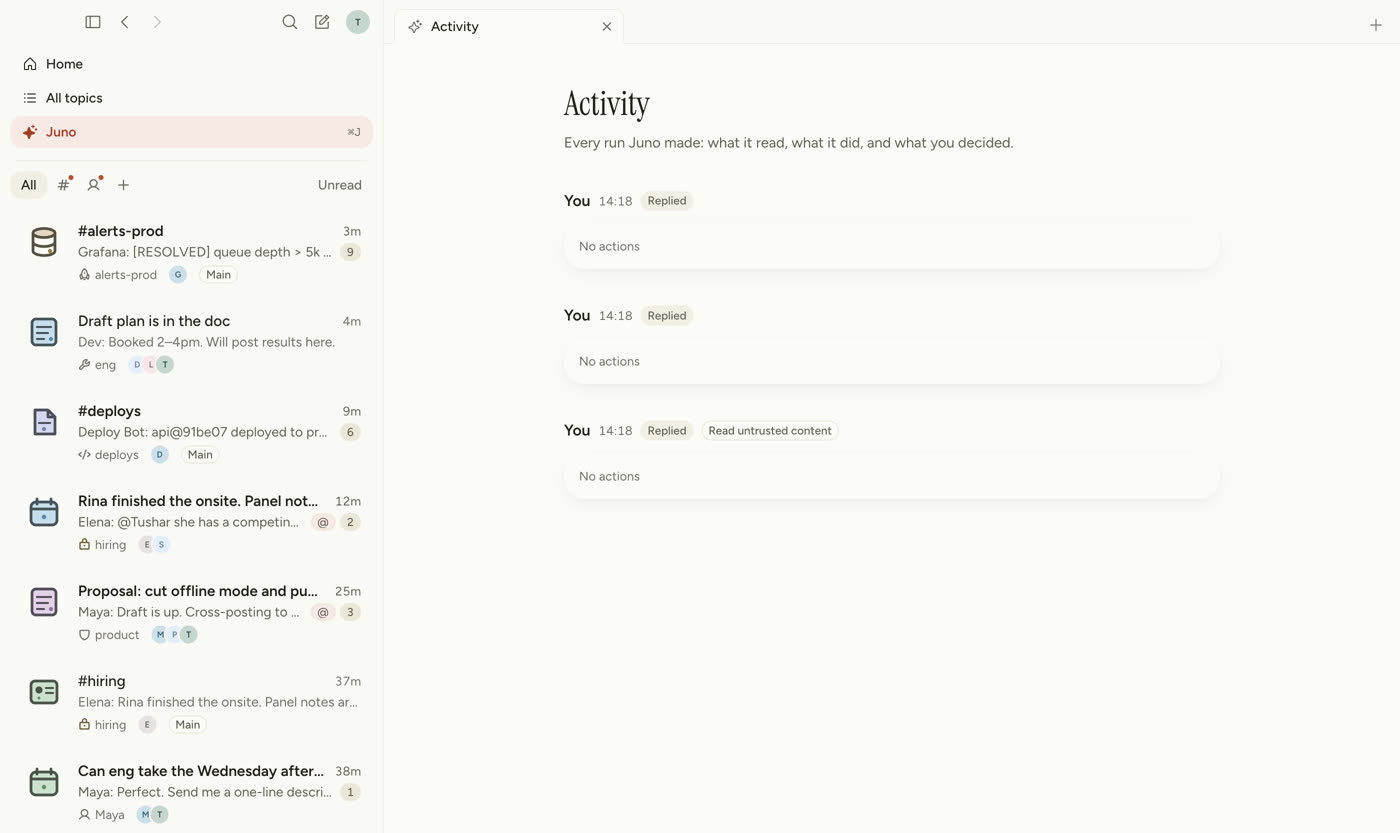 T
Activity
Home
All topics
Juno ⌘J
All # Unread
#alerts-prod 3m
Grafana: [RESOLVED] queue depth > 5k ... 9
alerts-prod G Main
Draft plan is in the doc 4m
Dev: Booked 2–4pm. Will post results here.
eng D L T
#deploys 9m
Deploy Bot: api@91be07 deployed to pr... 6
deploys D Main
Rina finished the onsite. Panel not... 12m
Elena: @Tushar she has a competin... @ 2
hiring E S
Proposal: cut offline mode and pu... 25m
Maya: Draft is up. Cross-posting to ... @ 3
product M P T
#hiring 37m
Elena: Rina finished the onsite. Panel notes ar...
hiring E Main
Can eng take the Wednesday after... 38m
Maya: Perfect. Send me a one-line descri... 1
Maya M T
Activity
Every run Juno made: what it read, what it did, and what you decided.
You 14:18 Replied
No actions
You 14:18 Replied
No actions
You 14:18 Replied Read untrusted content
No actions